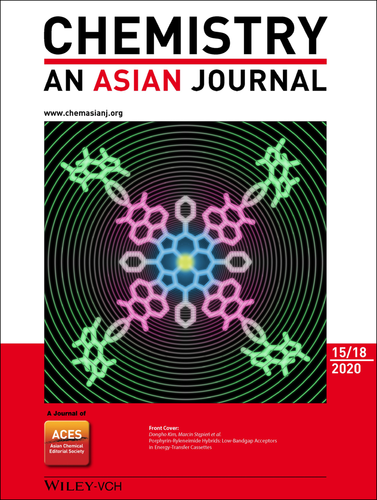 CHEMISTRY
AN ASIAN JOURNAL
www.chemasianj.org
15/18
2020
A Journal of
ACES
Asian Chemical
Editorial Society
Front Cover:
Dongho Kim, Marcin Stępień et al.
Porphyrin-Ryleneimide Hybrids: Low-Bandgap Acceptors
in Energy-Transfer Cassettes
WILEY-VCH